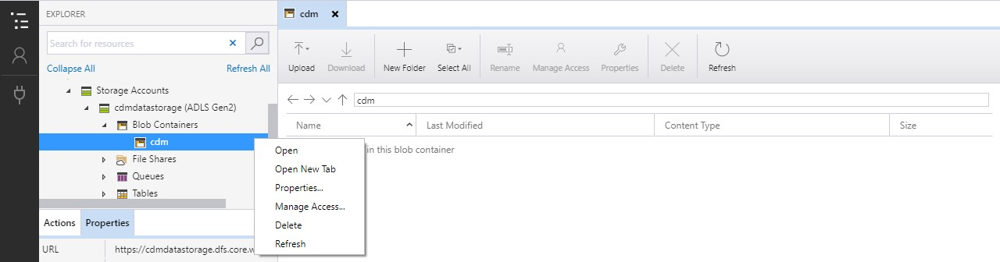 EXPLORER
Search for resources
Collapse All
Refresh All
Storage Accounts
cdmdatastorage (ADLS Gen2)
Blob Containers
cdm
File Shares
Queues
Tables
Actions
Properties
URL
https://cdmdatastorage.dfs.core.w
Open
Open New Tab
Properties...
Manage Access...
Delete
Refresh
cdm
Upload
Download
New Folder
Select All
Rename
Manage Access
Properties
Delete
Refresh
cdm
Name
Last Modified
Content Type
Size
in this blob container